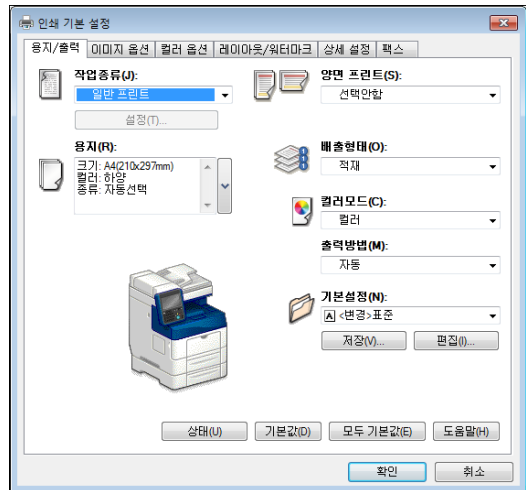 인쇄 기본 설정
용지/출력 이미지 옵션 컬러 옵션 레이아웃/워터마크 상세 설정 팩스
작업종류(J):
일반 프린트
설정(T)...
용지(R):
크기: A4(210x297mm)
컬러: 하양
종류: 자동선택
양면 프린트(S):
선택안함
배출형태(O):
적재
컬러모드(C):
컬러
출력방법(M):
자동
기본설정(N):
A <변경>표준
저장(V)... 편집(I)...
상태(U) 기본값(D) 모두 기본값(E) 도움말(H)
확인 취소